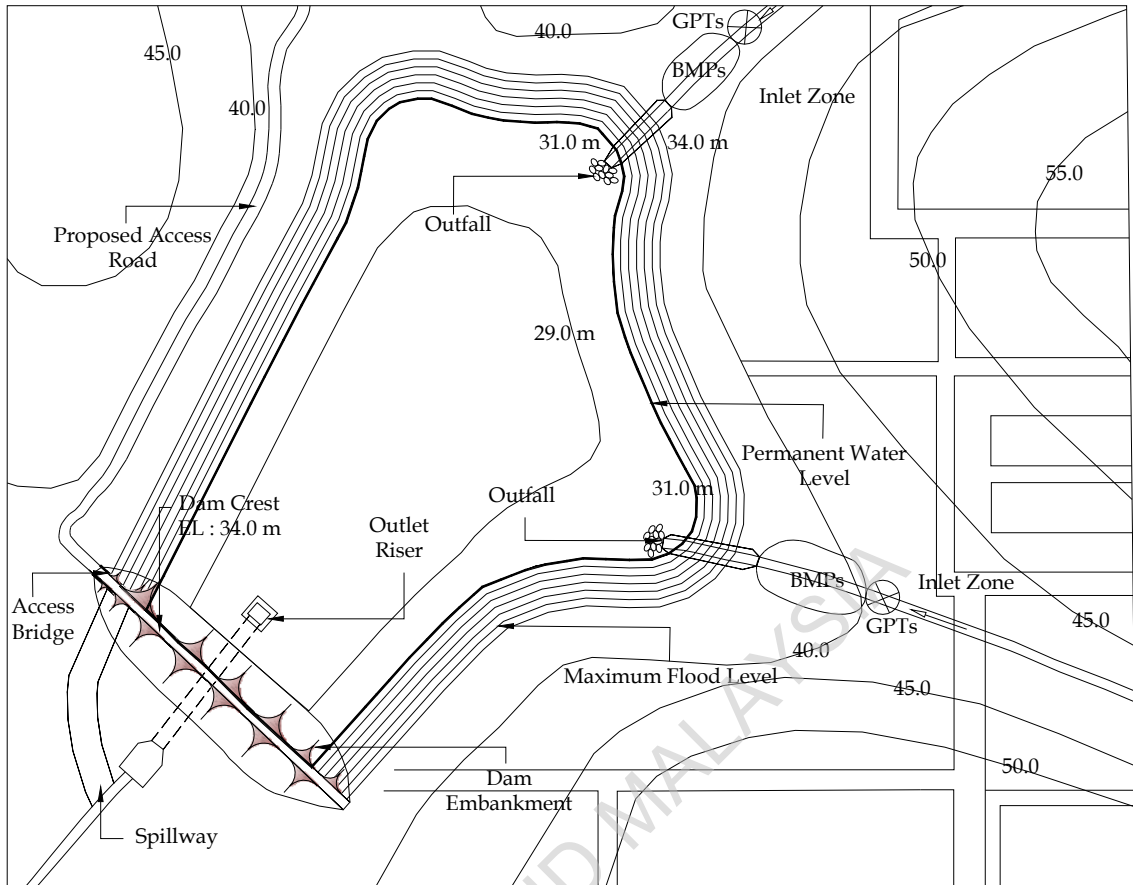 GPTs
40.0
45.0
BMPs
Inlet Zone
40.0
31.0 m
34.0 m
55.0
Outfall
Proposed Access
Road
50.0
29.0 m
Permanent Water
Level
31.0 m
Outfall
Dam Crest
EL : 34.0 m
Outlet
Riser
BMPs
Inlet Zone
Access
Bridge
GPTs
45.0
40.0
Maximum Flood Level
45.0
50.0
Dam
Embankment
Spillway
ID MALAYSIA